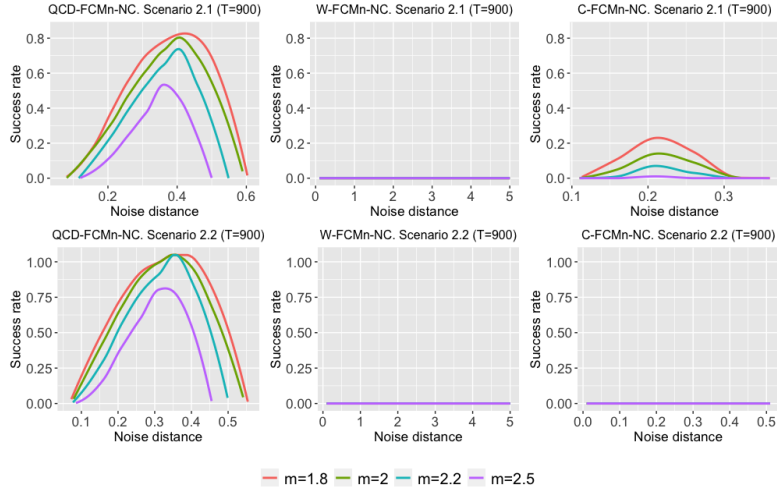 QCD-FCMn-NC. Scenario 2.1 (T=900)
W-FCMn-NC. Scenario 2.1 (T=900)
C-FCMn-NC. Scenario 2.1 (T=900)
Success rate
0.8
0.6
0.4
0.2
0.0
0.2
0.4
0.6
Noise distance
Success rate
0.8
0.6
0.4
0.2
0.0
0
1
2
3
4
5
Noise distance
Success rate
0.8
0.6
0.4
0.2
0.0
0.1
0.2
0.3
Noise distance
QCD-FCMn-NC. Scenario 2.2 (T=900)
W-FCMn-NC. Scenario 2.2 (T=900)
C-FCMn-NC. Scenario 2.2 (T=900)
Success rate
1.00
0.75
0.50
0.25
0.00
0.1
0.2
0.3
0.4
0.5
Noise distance
Success rate
1.00
0.75
0.50
0.25
0.00
0
1
2
3
4
5
Noise distance
Success rate
1.00
0.75
0.50
0.25
0.00
0.0
0.1
0.2
0.3
0.4
0.5
Noise distance
m=1.8
m=2
m=2.2
m=2.5